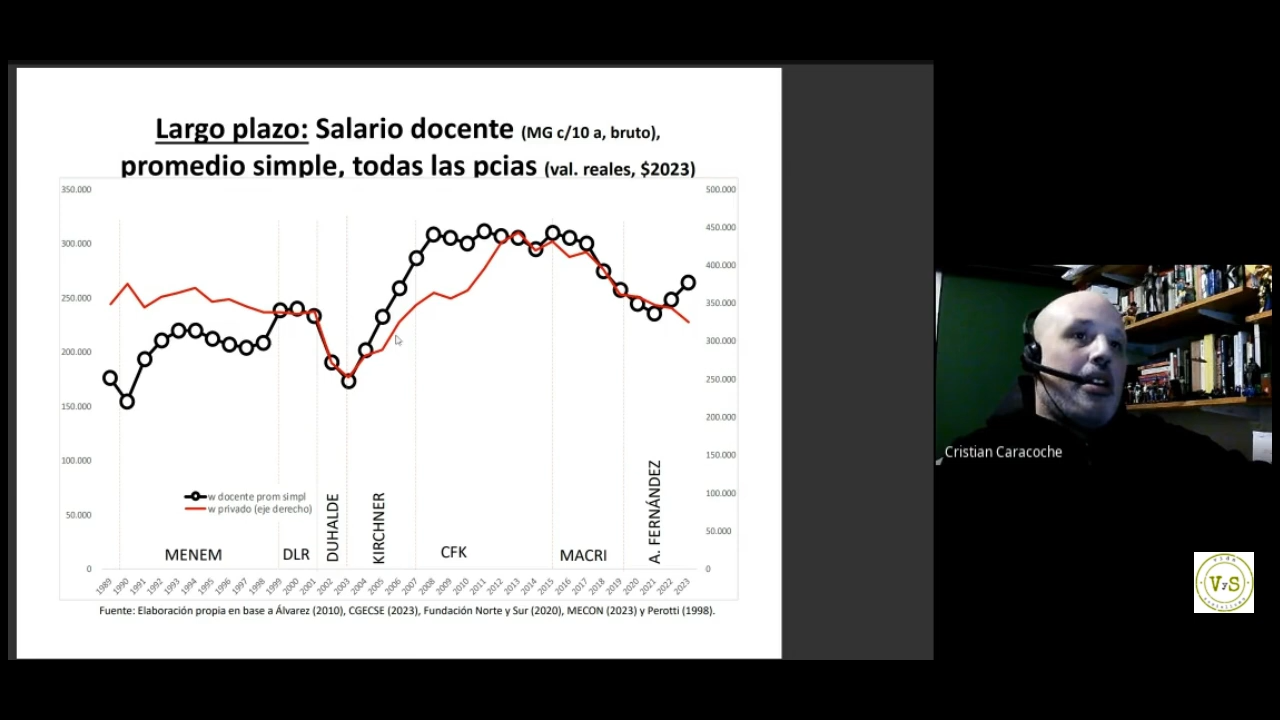 Largo plazo: Salario docente (MG c/10 a, bruto),
promedio simple, todas las pcias (val. reales, $2023)
350.000
300.000
250.000
200.000
150.000
100.000
50.000
0
500.000
450.000
400.000
350.000
300.000
250.000
200.000
150.000
100.000
50.000
0
w docente prom simpl
w privado (eje derecho)
MENEM
DLR
DUHALDE
KIRCHNER
CFK
MACRI
A. FERNÁNDEZ
1989 1990 1991 1992 1993 1994 1995 1996 1997 1998 1999 2000 2001 2002 2003 2004 2005 2006 2007 2008 2009 2010 2011 2012 2013 2014 2015 2016 2017 2018 2019 2020 2021 2022 2023
Fuente: Elaboración propia en base a Álvarez (2010), CGECSE (2023), Fundación Norte y Sur (2020), MECON (2023) y Perotti (1998).
Cristian Caracoche
vida
VyS